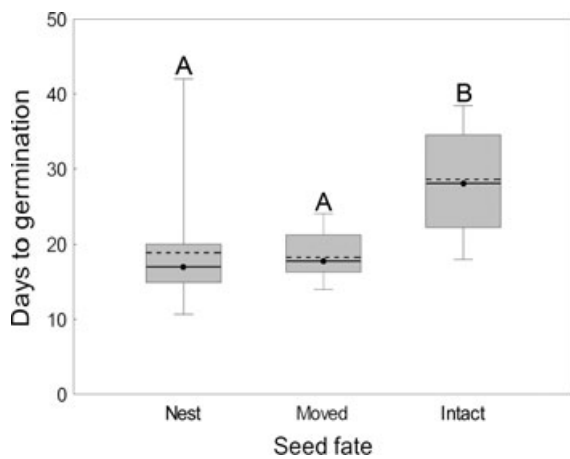 50
40
30
20
10
0
Days to germination
A
A
B
Nest Moved Intact
Seed fate